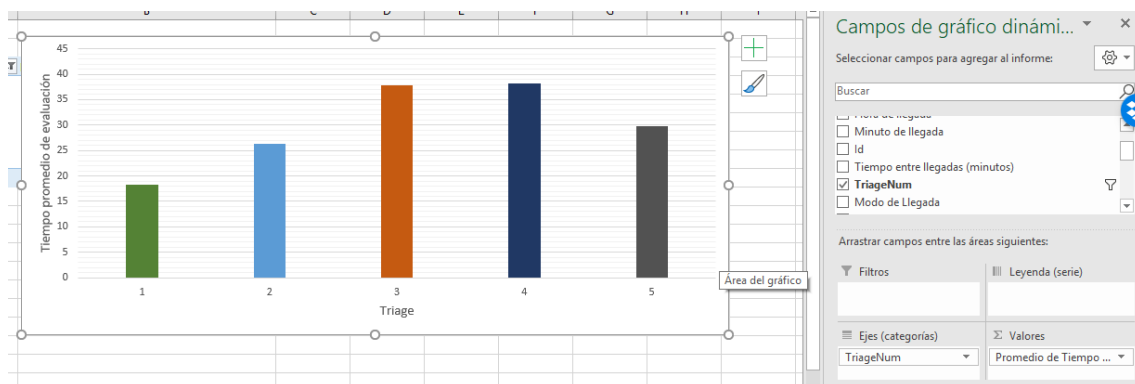 B C D E F G H I
45
40
35
30
25
20
15
10
5
0
Tiempo promedio de evaluación
1 2 3 4 5
Triage
Área del gráfico
Campos de gráfico dinámi...
Seleccionar campos para agregar al informe:
Buscar
Minuto de llegada
Id
Tiempo entre llegadas (minutos)
TriageNum
Modo de Llegada
Arrastrar campos entre las áreas siguientes:
Filtros
Leyenda (serie)
Ejes (categorías)
Σ Valores
TriageNum
Promedio de Tiempo ...